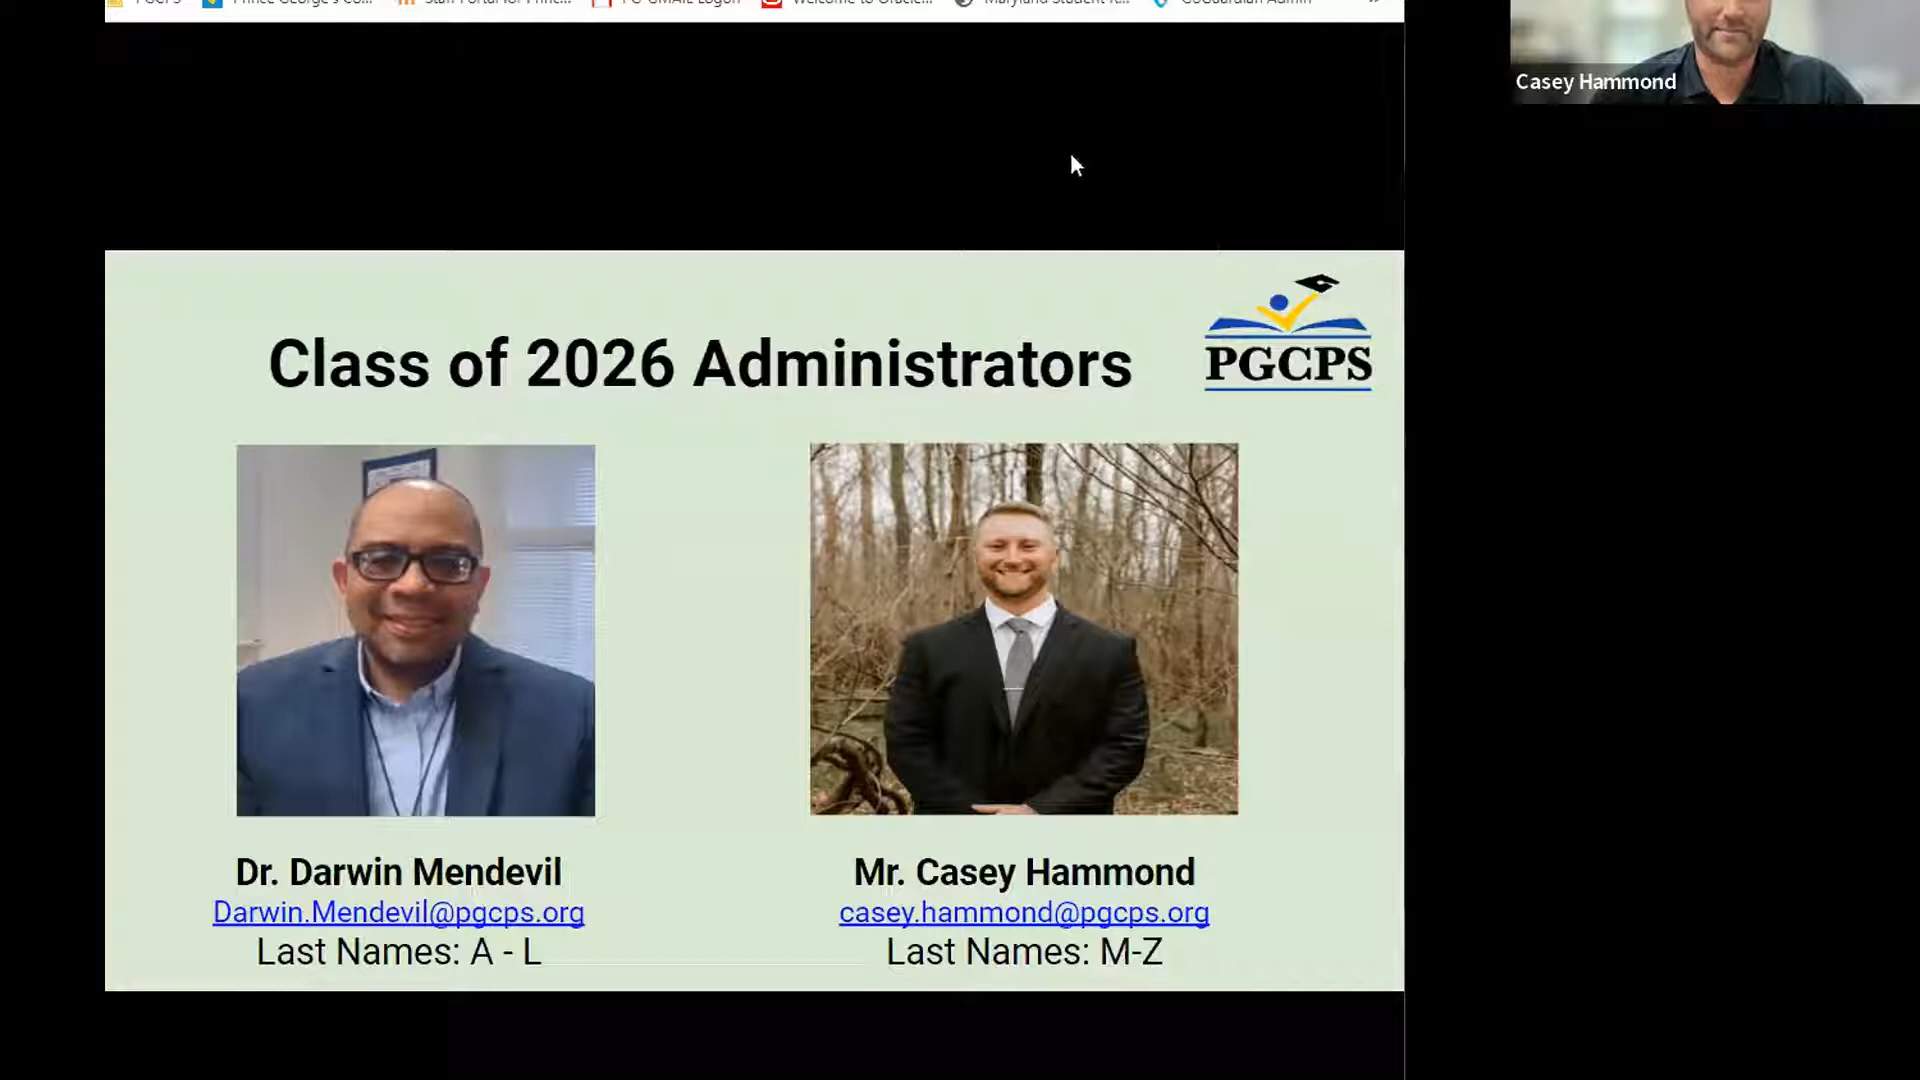 Casey Hammond
Class of 2026 Administrators
PGCPS
Dr. Darwin Mendevil
Darwin.Mendevil@pgcps.org
Last Names: A - L
Mr. Casey Hammond
casey.hammond@pgcps.org
Last Names: M-Z